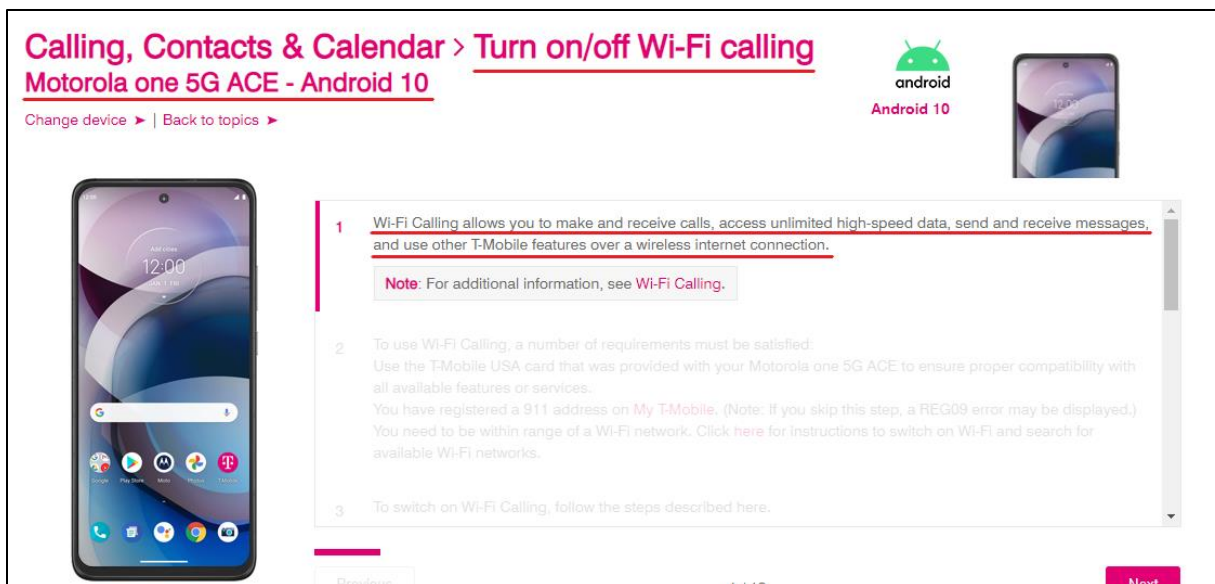 Calling, Contacts & Calendar > Turn on/off Wi-Fi calling
Motorola one 5G ACE - Android 10
Change device ➤ | Back to topics ➤
android
Android 10
12:00
12:00
1 Wi-Fi Calling allows you to make and receive calls, access unlimited high-speed data, send and receive messages,
and use other T-Mobile features over a wireless internet connection.
Note: For additional information, see Wi-Fi Calling.
2 To use Wi-Fi Calling, a number of requirements must be satisfied:
Use the T-Mobile USA card that was provided with your Motorola one 5G ACE to ensure proper compatibility with
all available features or services.
You have registered a 911 address on My T-Mobile. (Note: If you skip this step, a REG09 error may be displayed.)
You need to be within range of a Wi-Fi network. Click here for instructions to switch on Wi-Fi and search for
available Wi-Fi networks.
3 To switch on Wi-Fi Calling, follow the steps described here.
Google Play Store Moto Photos T-Mobile
Previous
Next